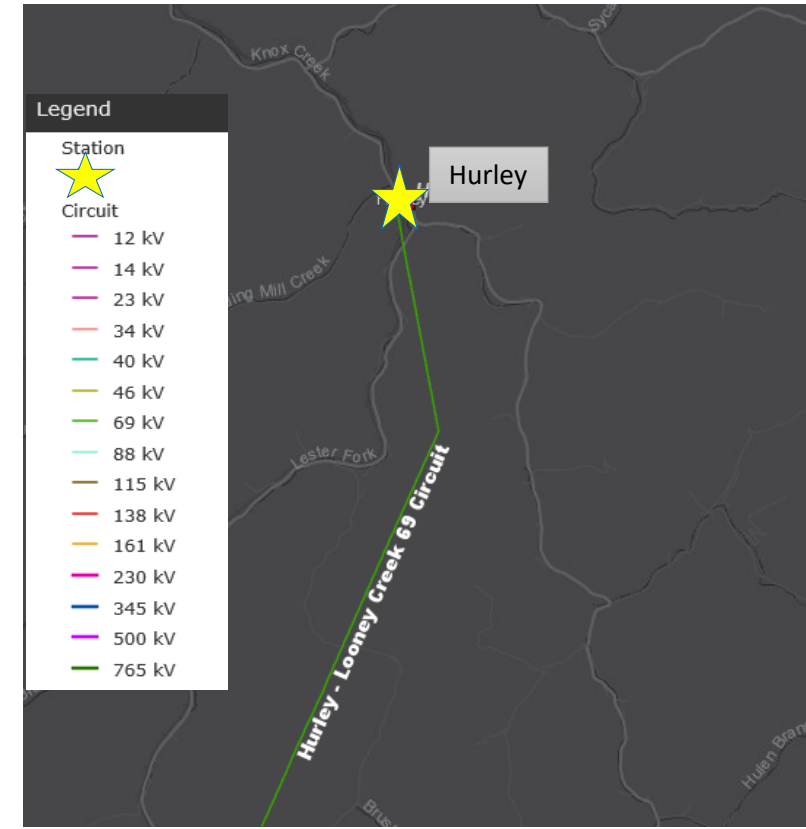 Knox Creek
Legend
Station
Circuit
12 kV
14 kV
23 kV
34 kV
40 kV
46 kV
69 kV
88 kV
115 kV
138 kV
161 kV
230 kV
345 kV
500 kV
765 kV
Hurley
Mill Creek
Lester Fork
Hurley - Looney Creek 69 Circuit